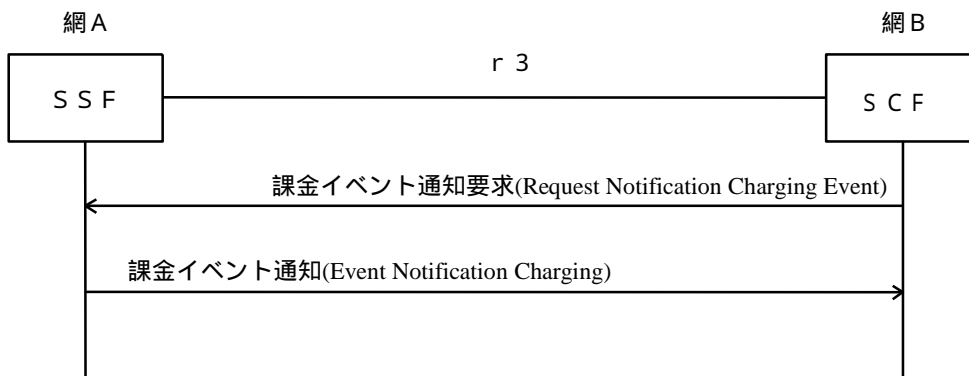 網Ａ
網Ｂ
ｒ３
ＳＳＦ
ＳＣＦ
課金イベント通知要求(Request Notification Charging Event)
課金イベント通知(Event Notification Charging)